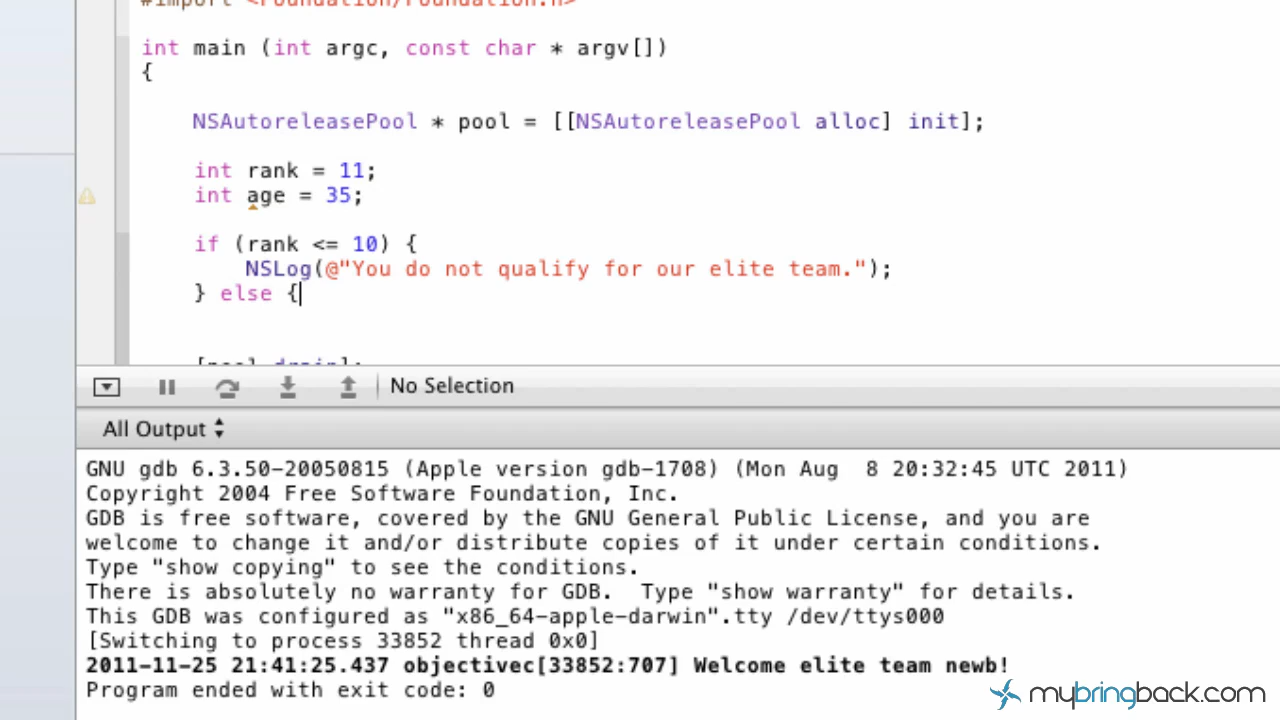 #import <Foundation/Foundation.h>
int main (int argc, const char * argv[])
{
NSAutoreleasePool * pool = [[NSAutoreleasePool alloc] init];
int rank = 11;
int age = 35;
if (rank <= 10) {
NSLog(@"You do not qualify for our elite team.");
} else {
[pool drain];
No Selection
All Output
GNU gdb 6.3.50-20050815 (Apple version gdb-1708) (Mon Aug  8 20:32:45 UTC 2011)
Copyright 2004 Free Software Foundation, Inc.
GDB is free software, covered by the GNU General Public License, and you are
welcome to change it and/or distribute copies of it under certain conditions.
Type "show copying" to see the conditions.
There is absolutely no warranty for GDB.  Type "show warranty" for details.
This GDB was configured as "x86_64-apple-darwin".tty /dev/ttys000
[Switching to process 33852 thread 0x0]
2011-11-25 21:41:25.437 objectivec[33852:707] Welcome elite team newb!
Program ended with exit code: 0
mybringback.com